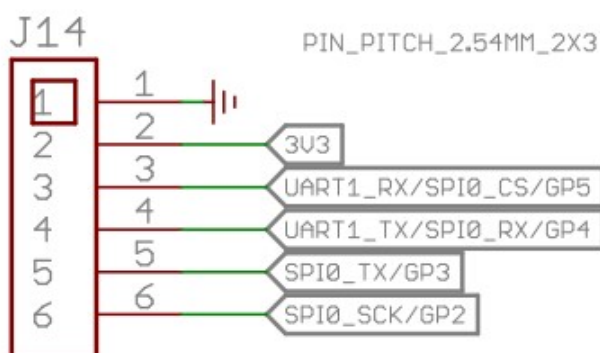 J14
PIN_PITCH_2.54MM_2X3
1 1
2 2 3V3
3 3 UART1_RX/SPI0_CS/GP5
4 4 UART1_TX/SPI0_RX/GP4
5 5 SPI0_TX/GP3
6 6 SPI0_SCK/GP2